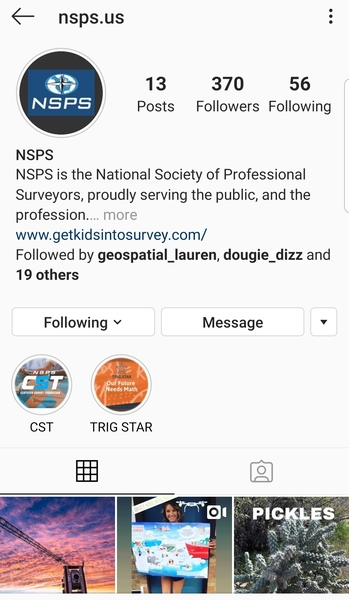 nsps.us
NSPS
13 370 56
Posts Followers Following
NSPS
NSPS is the National Society of Professional
Surveyors, proudly serving the public, and the
profession.... more
www.getkidsintosurvey.com/
Followed by geospatial_lauren, dougie_dizz and
19 others
Following
Message
NSPS
CST
Our Future
Needs Math
CST
TRIG STAR
PICKLES